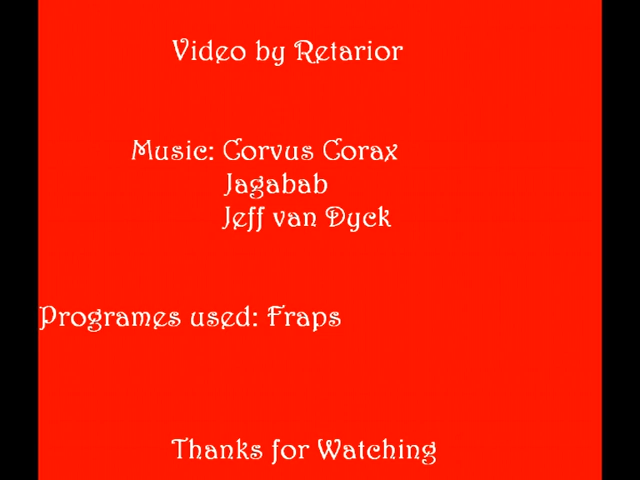 Video by Retarior
Music: Corvus Corax
Jagabab
Jeff van Dyck
Programes used: Fraps
Thanks for Watching